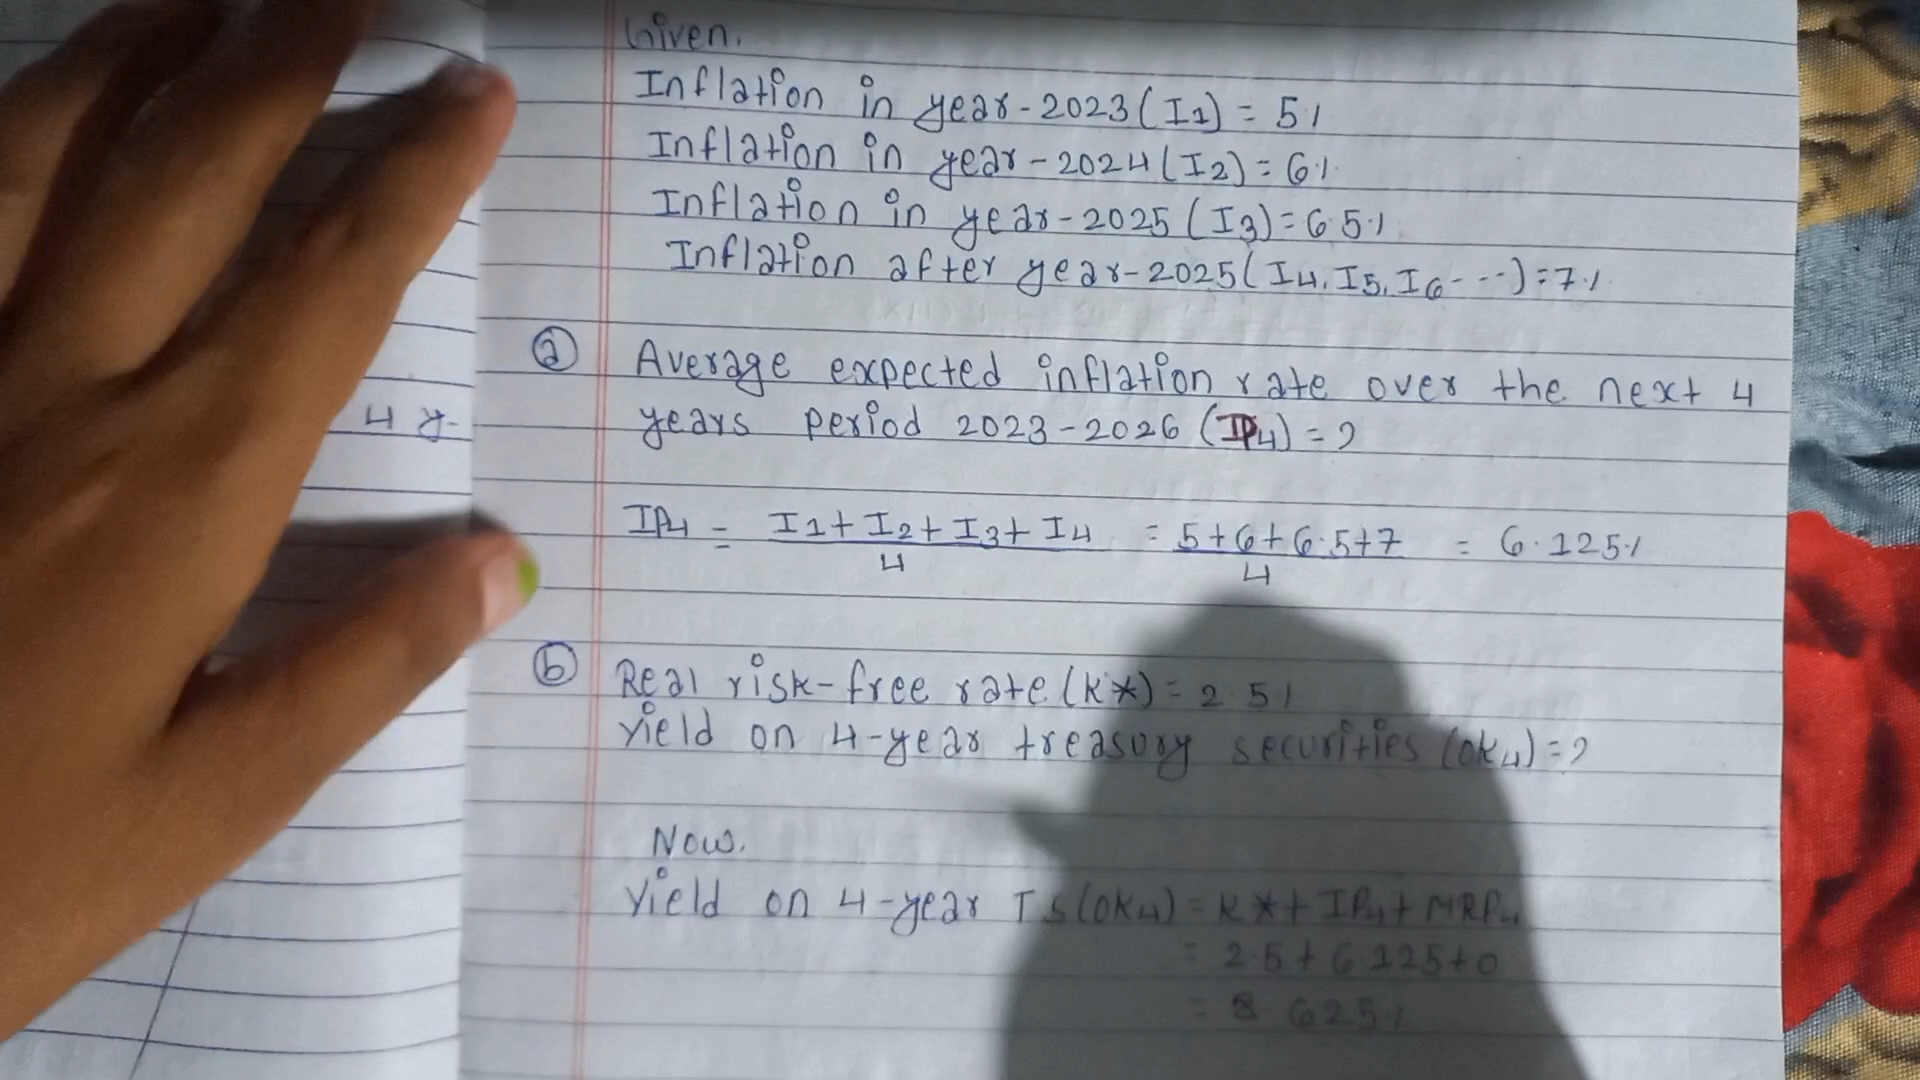 Given,
Inflation in year-2023 (I1) = 5%
Inflation in year-2024 (I2) = 6%
Inflation in year-2025 (I3) = 6.5%
Inflation after year-2025 (I4, I5, I6 ---) = 7%
ⓐ Average expected inflation rate over the next 4
4 y-
years period 2023-2026 (IP4) = ?
IP4 = I1 + I2 + I3 + I4 / 4 = 5+6+6.5+7 / 4 = 6.125%
ⓑ Real risk-free rate (k*) = 2.5%
Yield on 4-year treasury securities (ok4) = ?
Now,
Yield on 4-year TS (ok4) = k* + IP4 + MRP4
= 2.5 + 6.125 + 0
= 8.625%